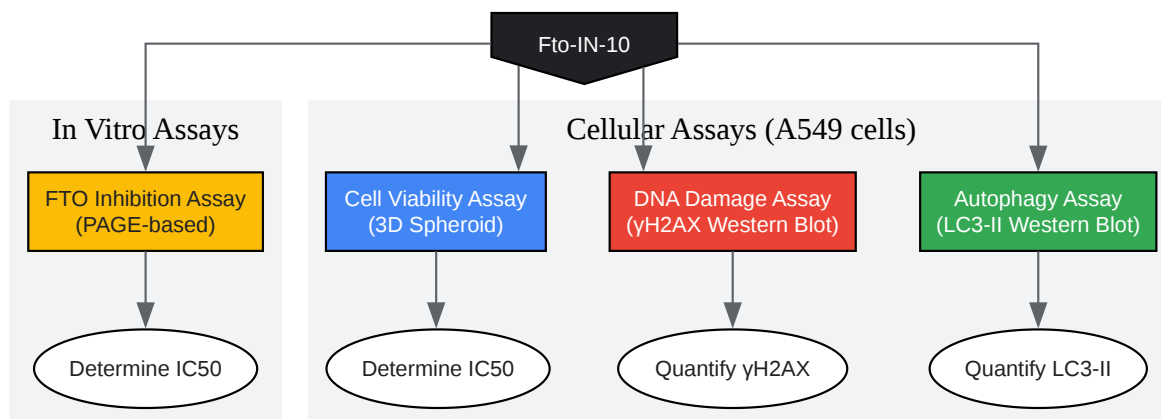 Fto-IN-10
In Vitro Assays
Cellular Assays (A549 cells)
FTO Inhibition Assay
(PAGE-based)
Cell Viability Assay
(3D Spheroid)
DNA Damage Assay
(γH2AX Western Blot)
Autophagy Assay
(LC3-II Western Blot)
Determine IC50
Determine IC50
Quantify γH2AX
Quantify LC3-II